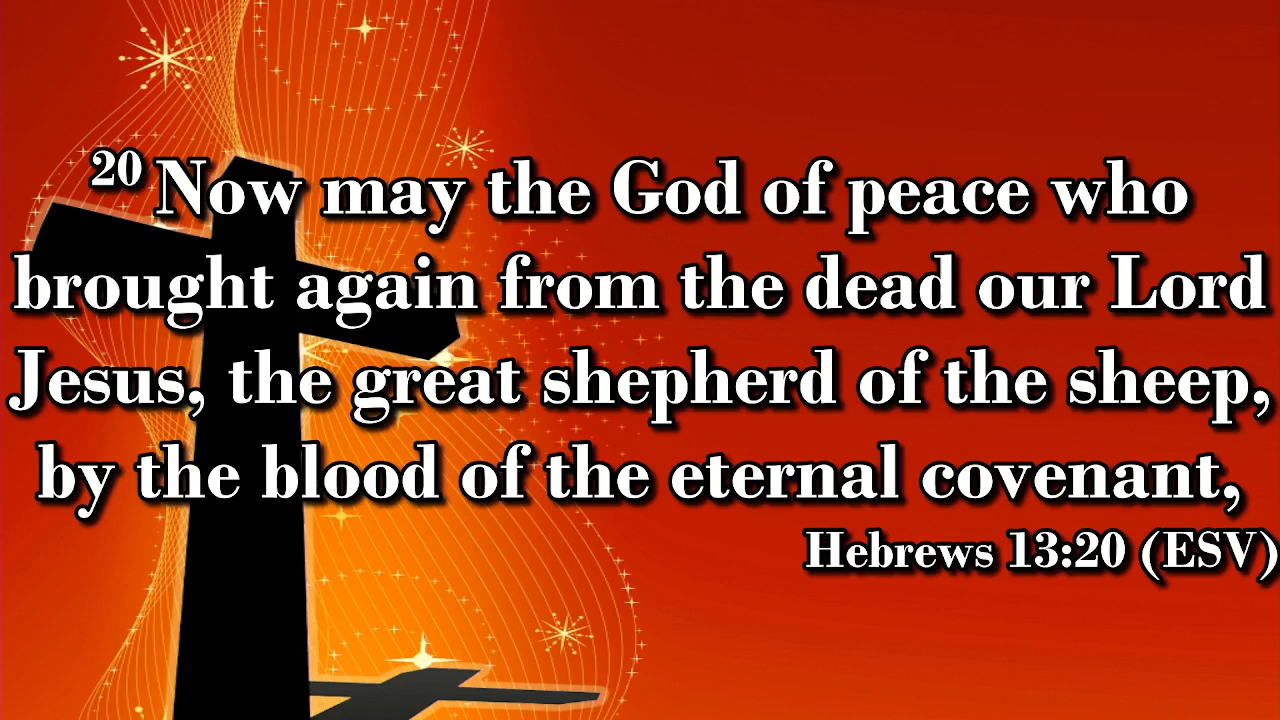 20 Now may the God of peace who
brought again from the dead our Lord
Jesus, the great shepherd of the sheep,
by the blood of the eternal covenant,
Hebrews 13:20 (ESV)